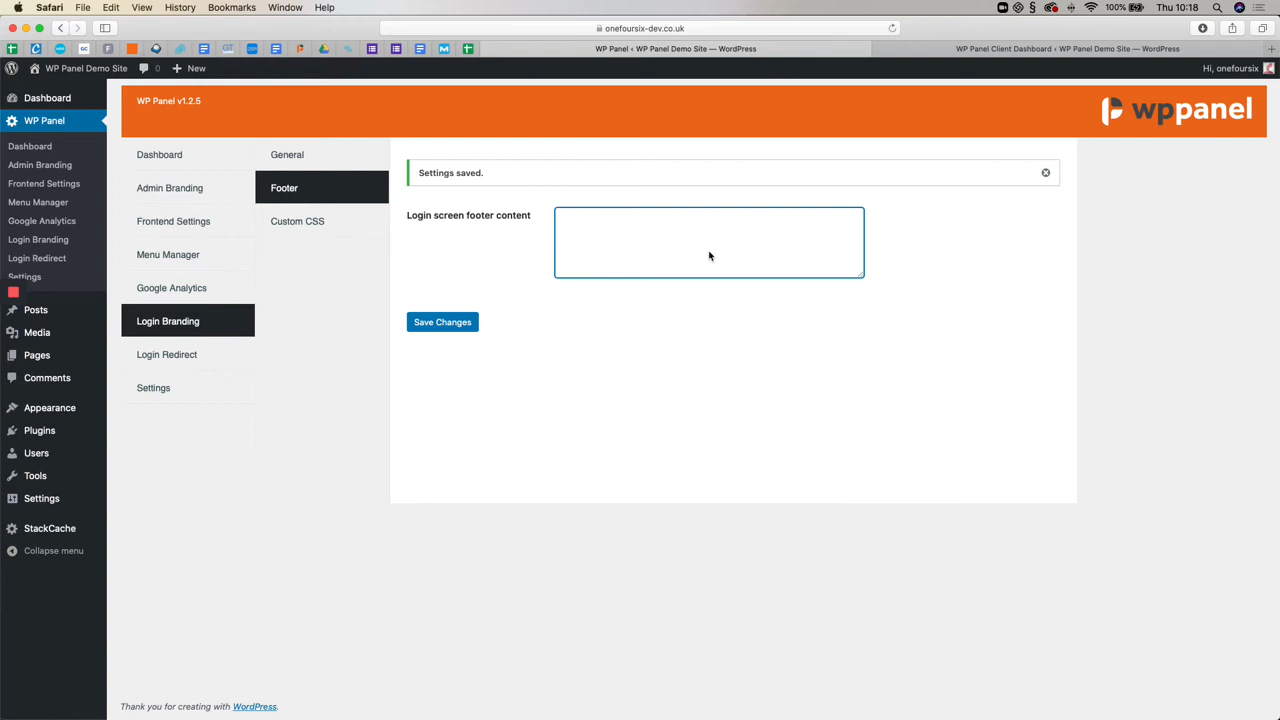 Safari File Edit View History Bookmarks Window Help 100% Thu 10:18
onefoursix-dev.co.uk
WP Panel ‹ WP Panel Demo Site — WordPress
WP Panel Client Dashboard ‹ WP Panel Demo Site — WordPress
WP Panel Demo Site 0 New Hi, onefoursix
Dashboard
WP Panel
Dashboard
Admin Branding
Frontend Settings
Menu Manager
Google Analytics
Login Branding
Login Redirect
Settings
Posts
Media
Pages
Comments
Appearance
Plugins
Users
Tools
Settings
StackCache
Collapse menu
WP Panel v1.2.5
wppanel
Dashboard
Admin Branding
Frontend Settings
Menu Manager
Google Analytics
Login Branding
Login Redirect
Settings
General
Footer
Custom CSS
Settings saved.
Login screen footer content
Save Changes
Thank you for creating with WordPress.